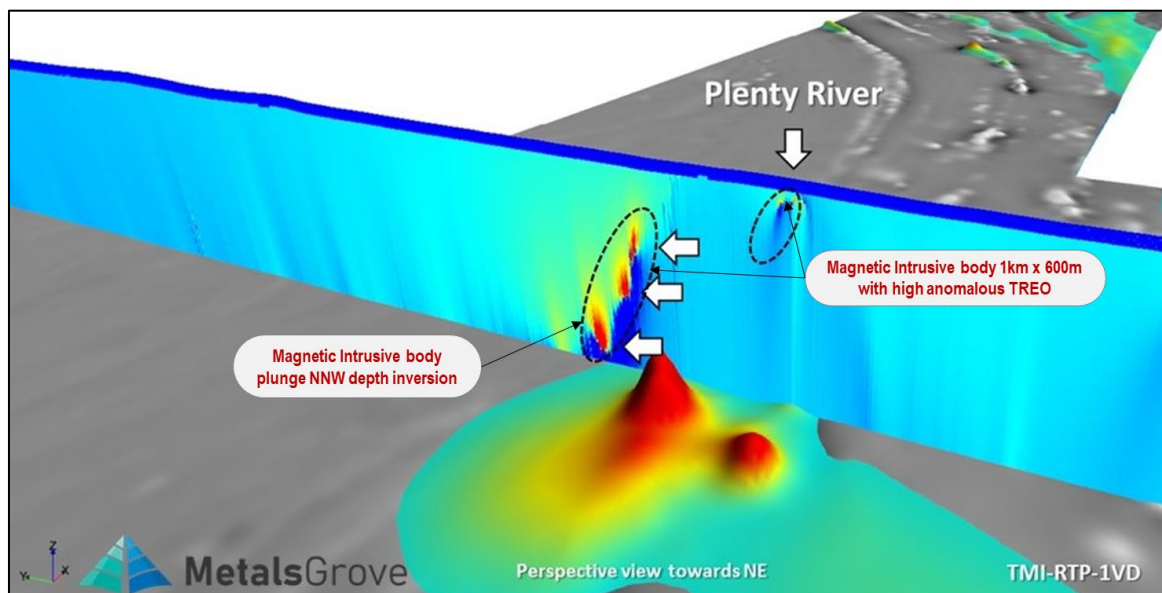 Plenty River
Magnetic Intrusive body 1km x 600m
with high anomalous TREO
Magnetic Intrusive body
plunge NNW depth inversion
Z
Y
X
MetalsGrove
Perspective view towards NE
TMI-RTP-1VD